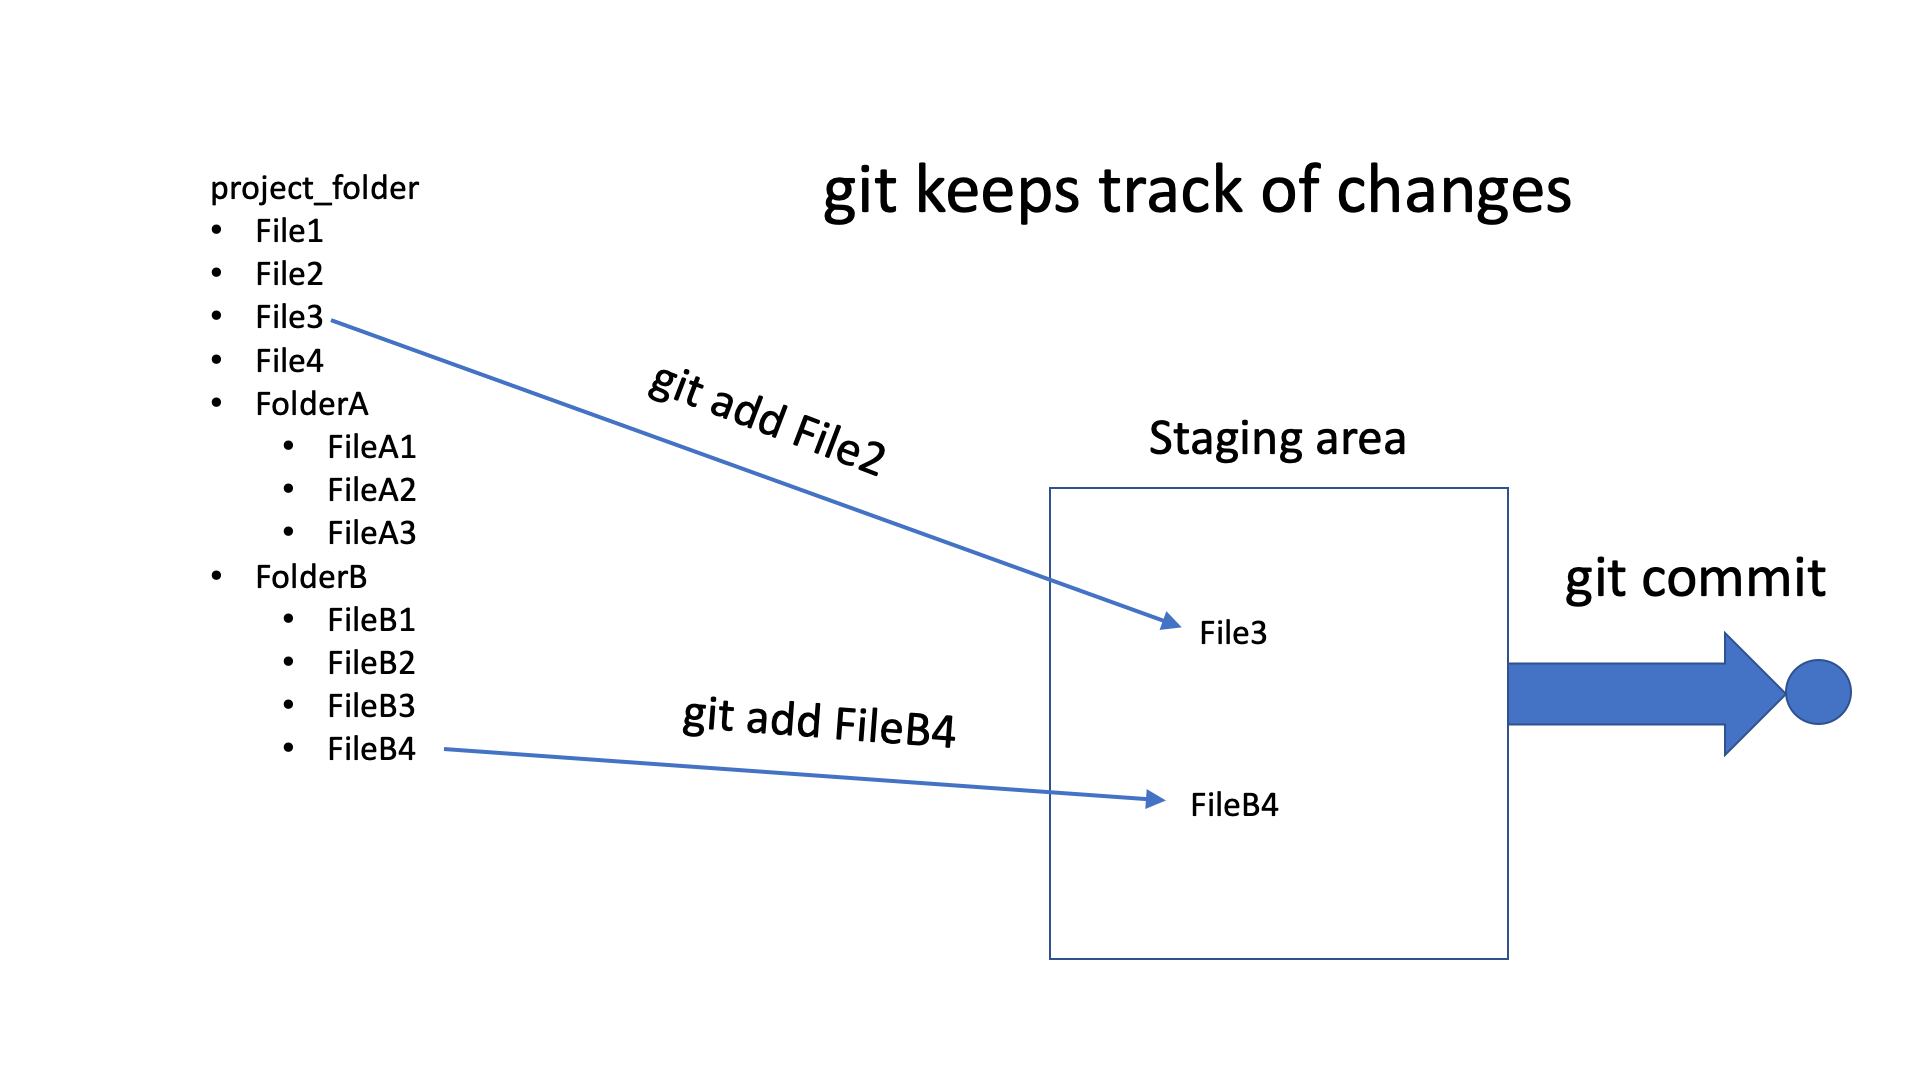 git keeps track of changes
project_folder
• File1
• File2
• File3
• File4
• FolderA
• FileA1
• FileA2
• FileA3
• FolderB
• FileB1
• FileB2
• FileB3
• FileB4
git add File2
git add FileB4
Staging area
File3
FileB4
git commit